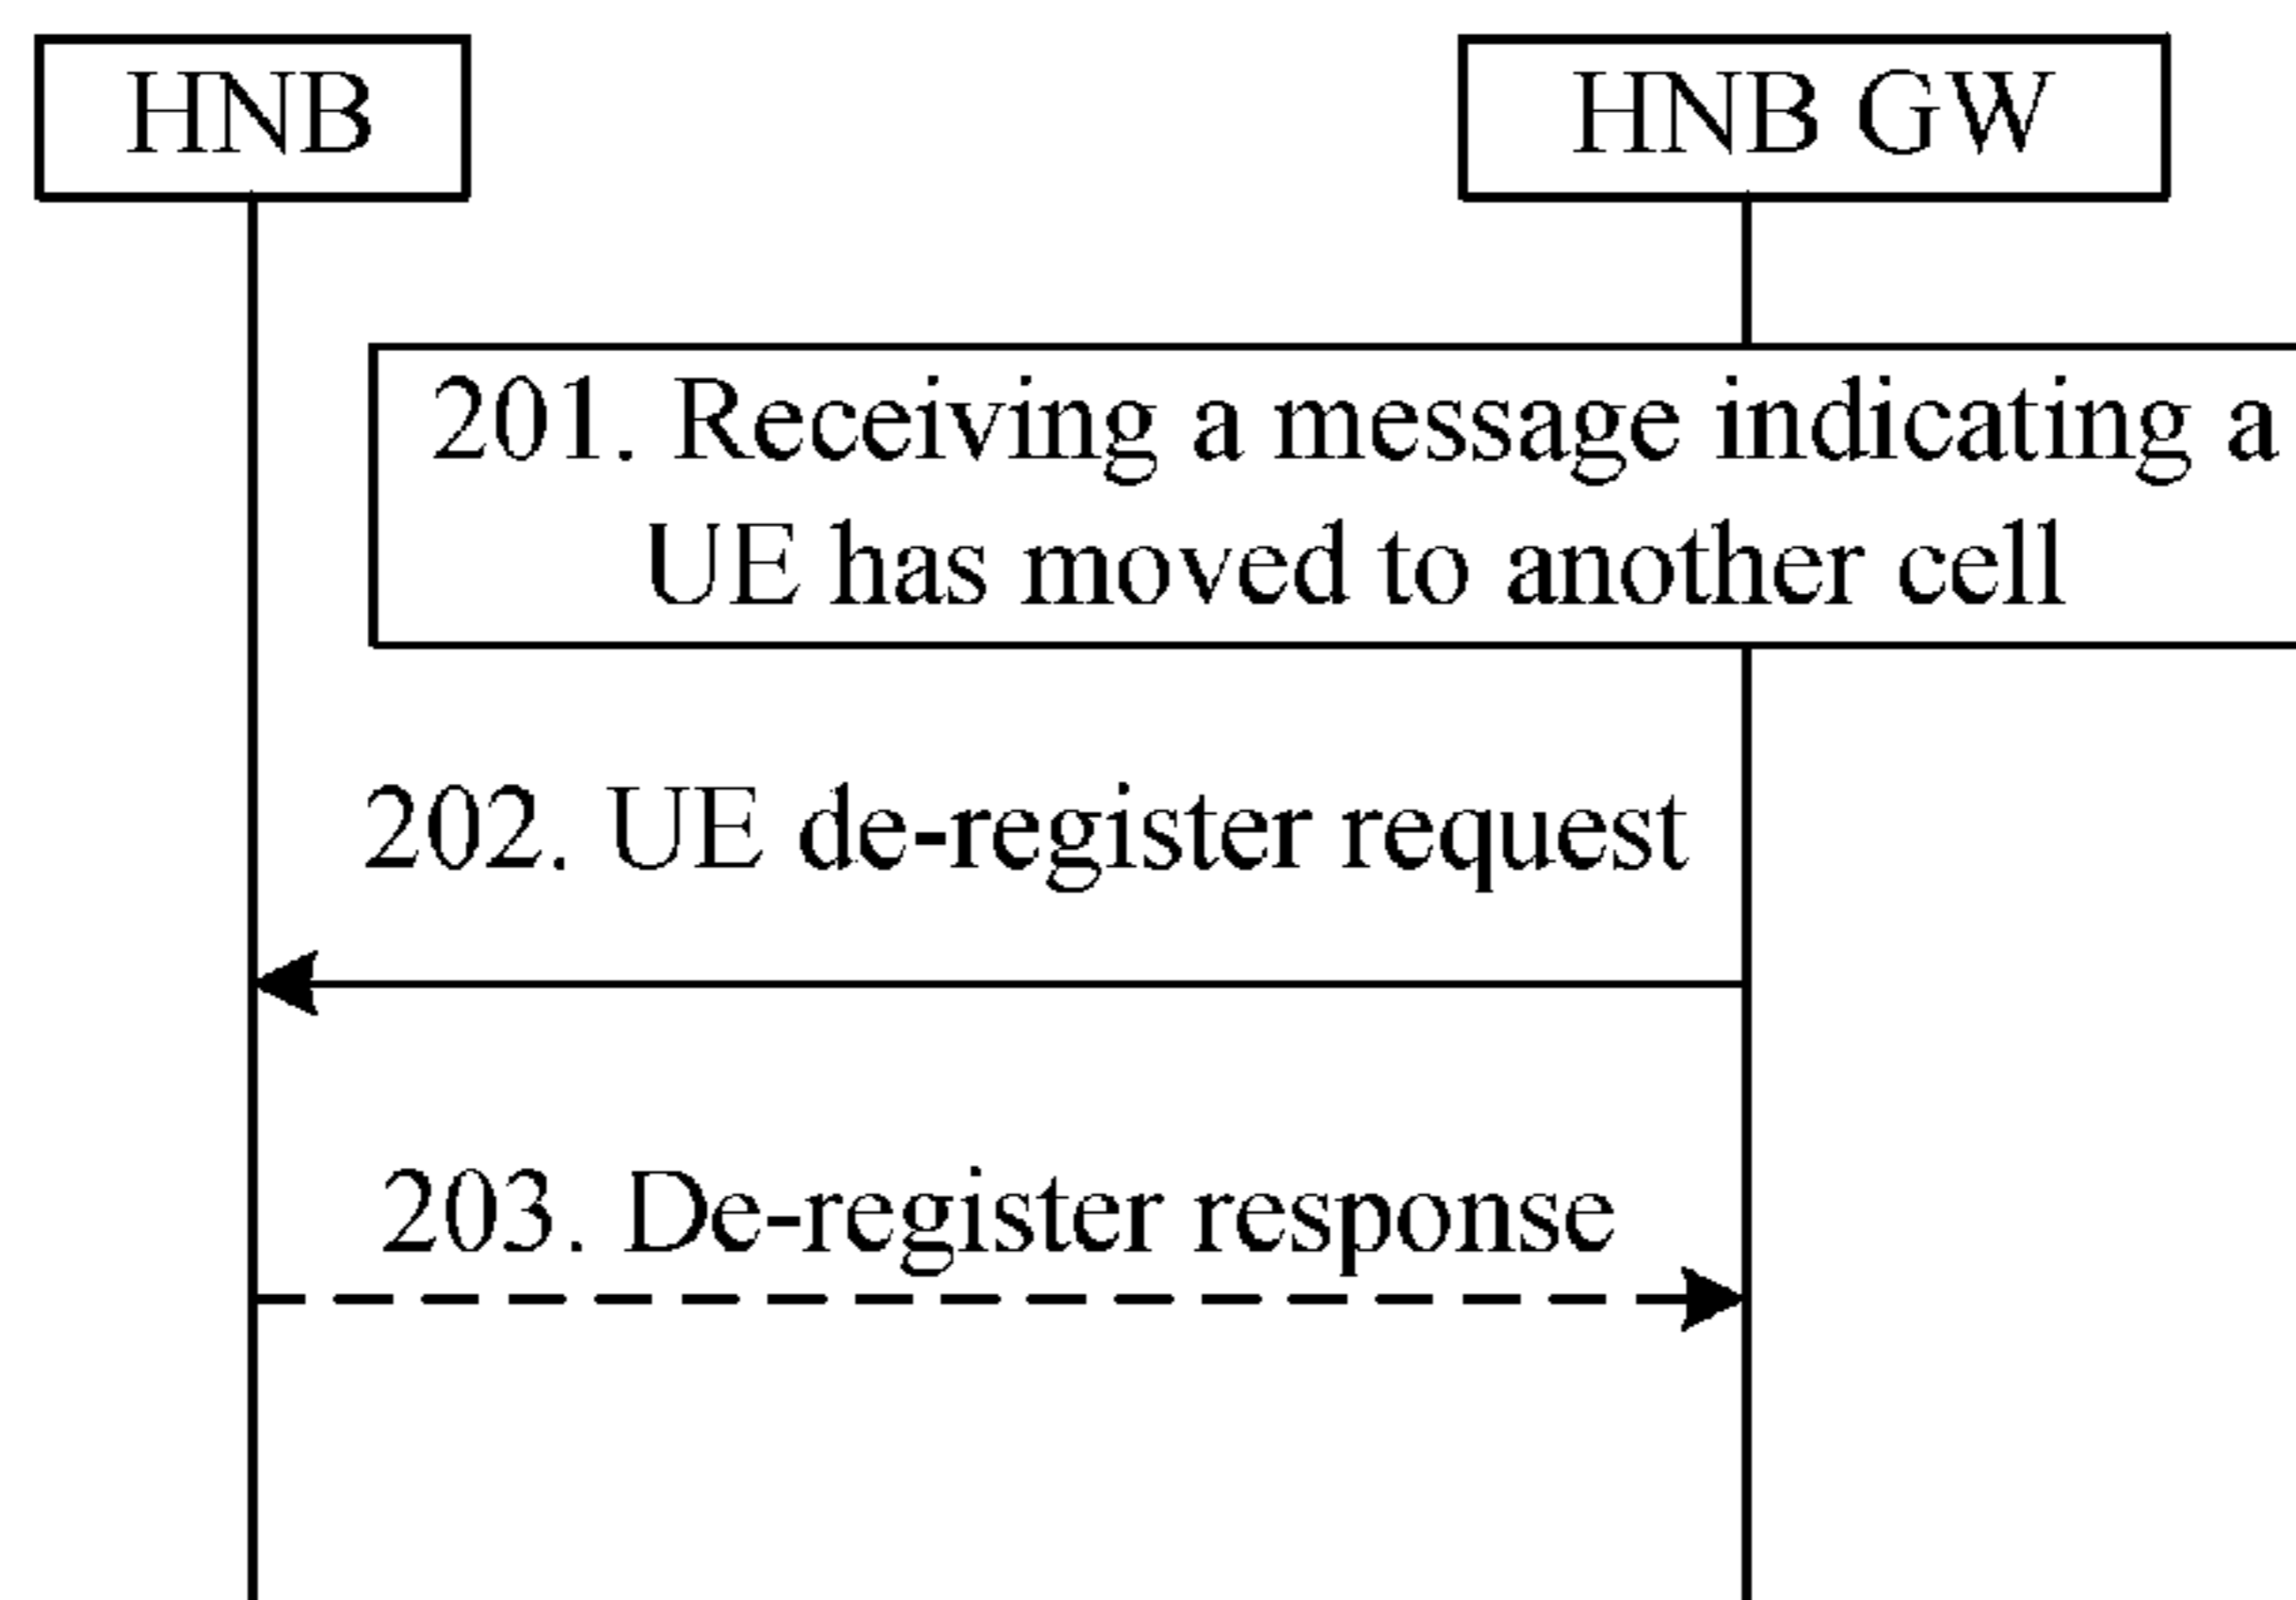 HNB
HNB GW
201. Receiving a message indicating a
UE has moved to another cell
202. UE de-register request
203. De-register response